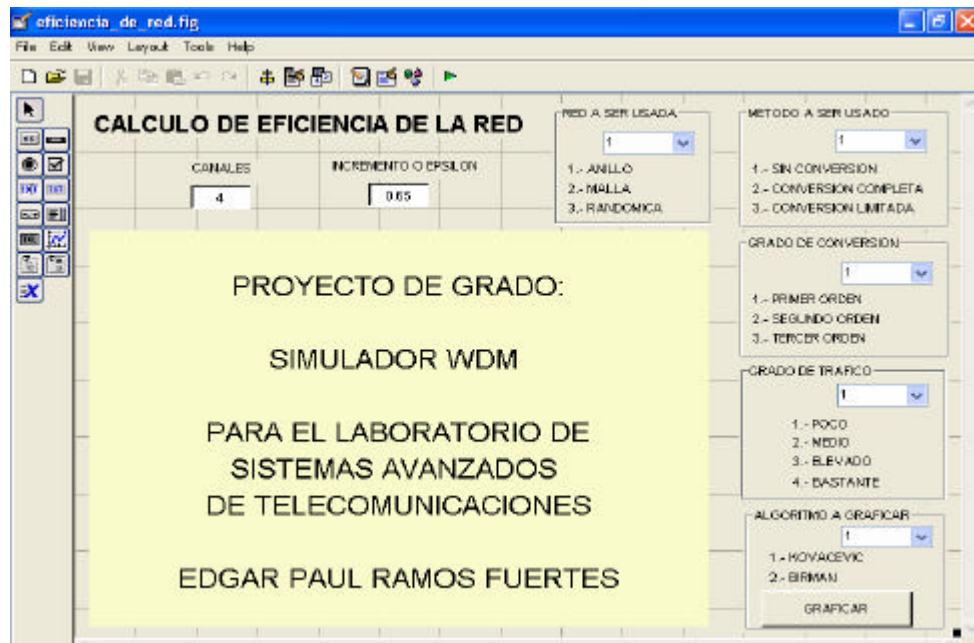 eficiencia_de_red.fig
File Edit View Layout Tools Help
CALCULO DE EFICIENCIA DE LA RED
CANALES
4
INCREMENTO O EPSILON
0.65
RED A SER USADA
1
1.- ANILLO
2.- MALLA
3.- RANDOMICA
METODO A SER USADO
1
1.- SIN CONVERSION
2.- CONVERSION COMPLETA
3.- CONVERSION LIMITADA
GRADO DE CONVERSION
1
1.- PRIMER ORDEN
2.- SEGUNDO ORDEN
3.- TERCER ORDEN
GRADO DE TRAFICO
1
1.- POCO
2.- MEDIO
3.- ELEVADO
4.- BASTANTE
ALGORITMO A GRAFICAR
1
1.- KOVACEVIC
2.- BIRMAN
GRAFICAR
PROYECTO DE GRADO:
SIMULADOR WDM
PARA EL LABORATORIO DE
SISTEMAS AVANZADOS
DE TELECOMUNICACIONES
EDGAR PAUL RAMOS FUERTES